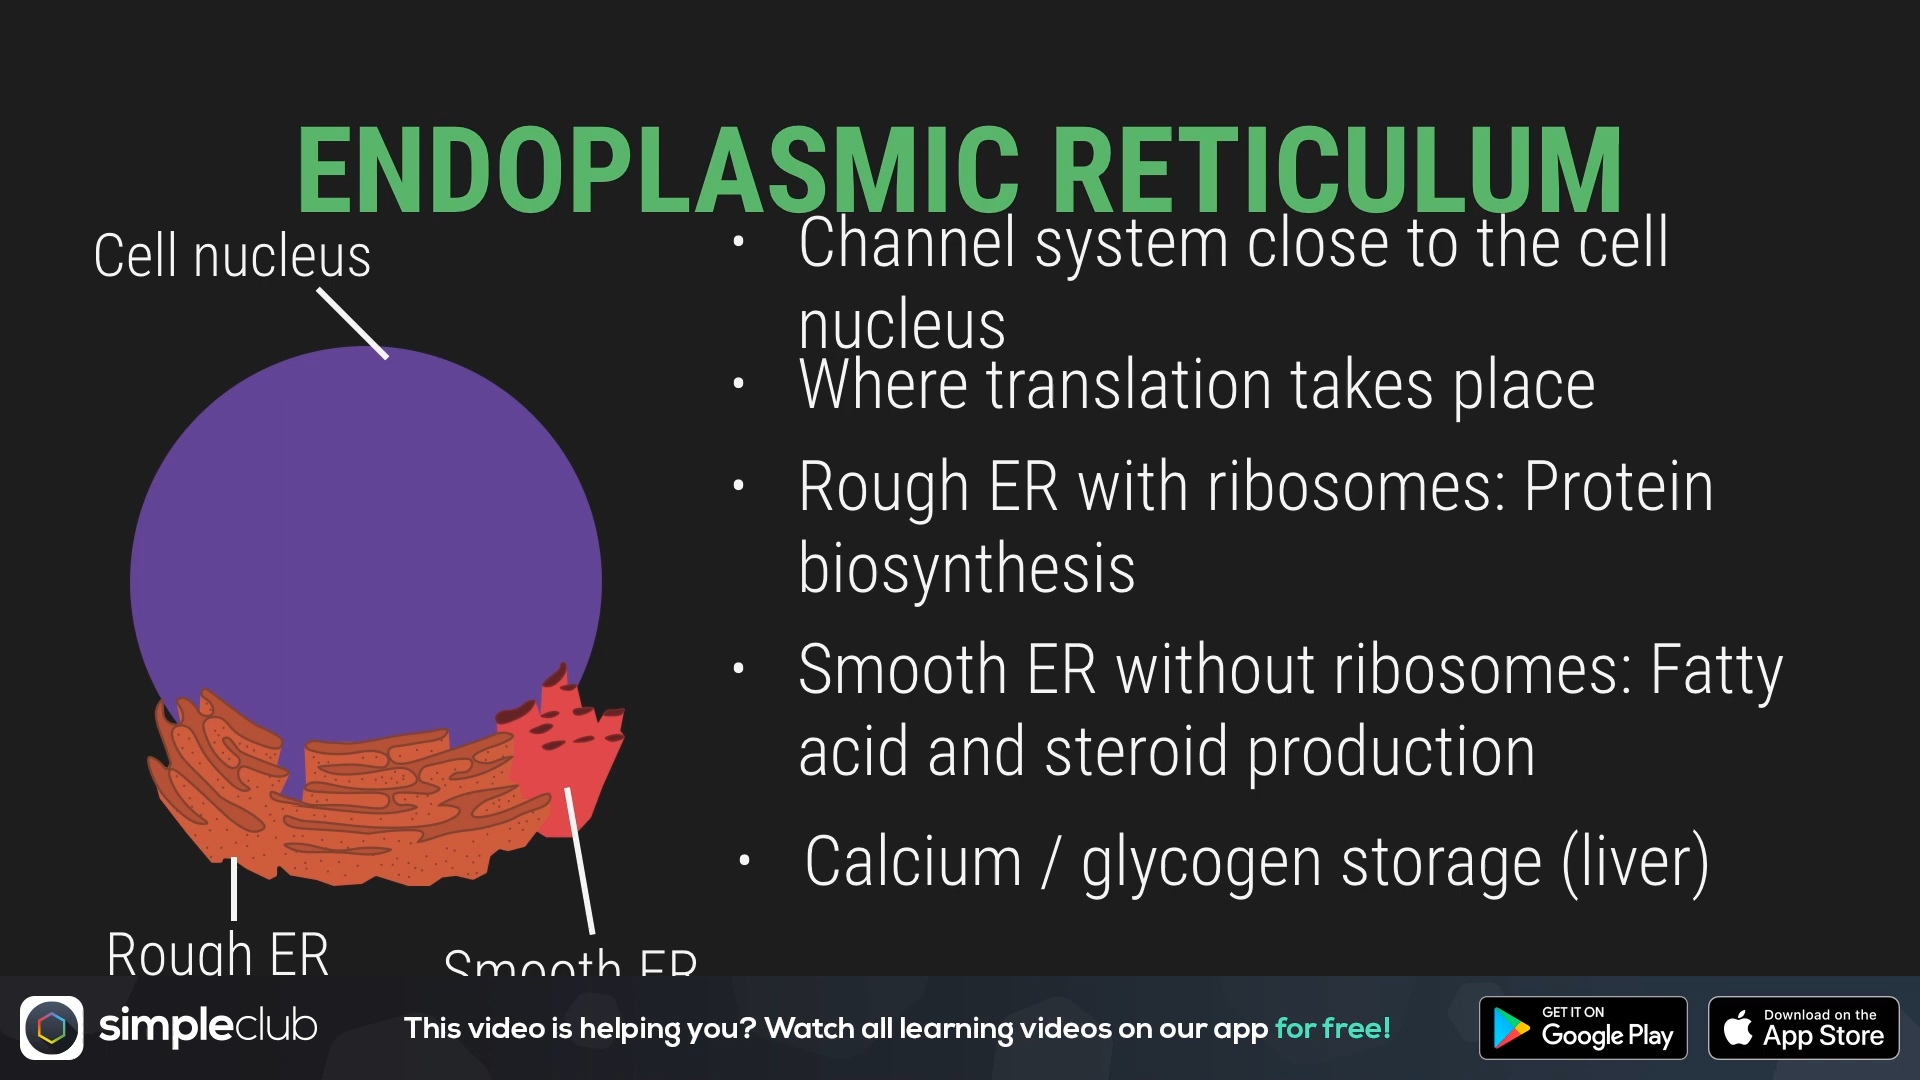 ENDOPLASMIC RETICULUM
Cell nucleus
• Channel system close to the cell
nucleus
• Where translation takes place
• Rough ER with ribosomes: Protein
biosynthesis
• Smooth ER without ribosomes: Fatty
acid and steroid production
• Calcium / glycogen storage (liver)
Rough ER
Smooth ER
simpleclub
This video is helping you? Watch all learning videos on our app for free!
GET IT ON
Google Play
Download on the
App Store